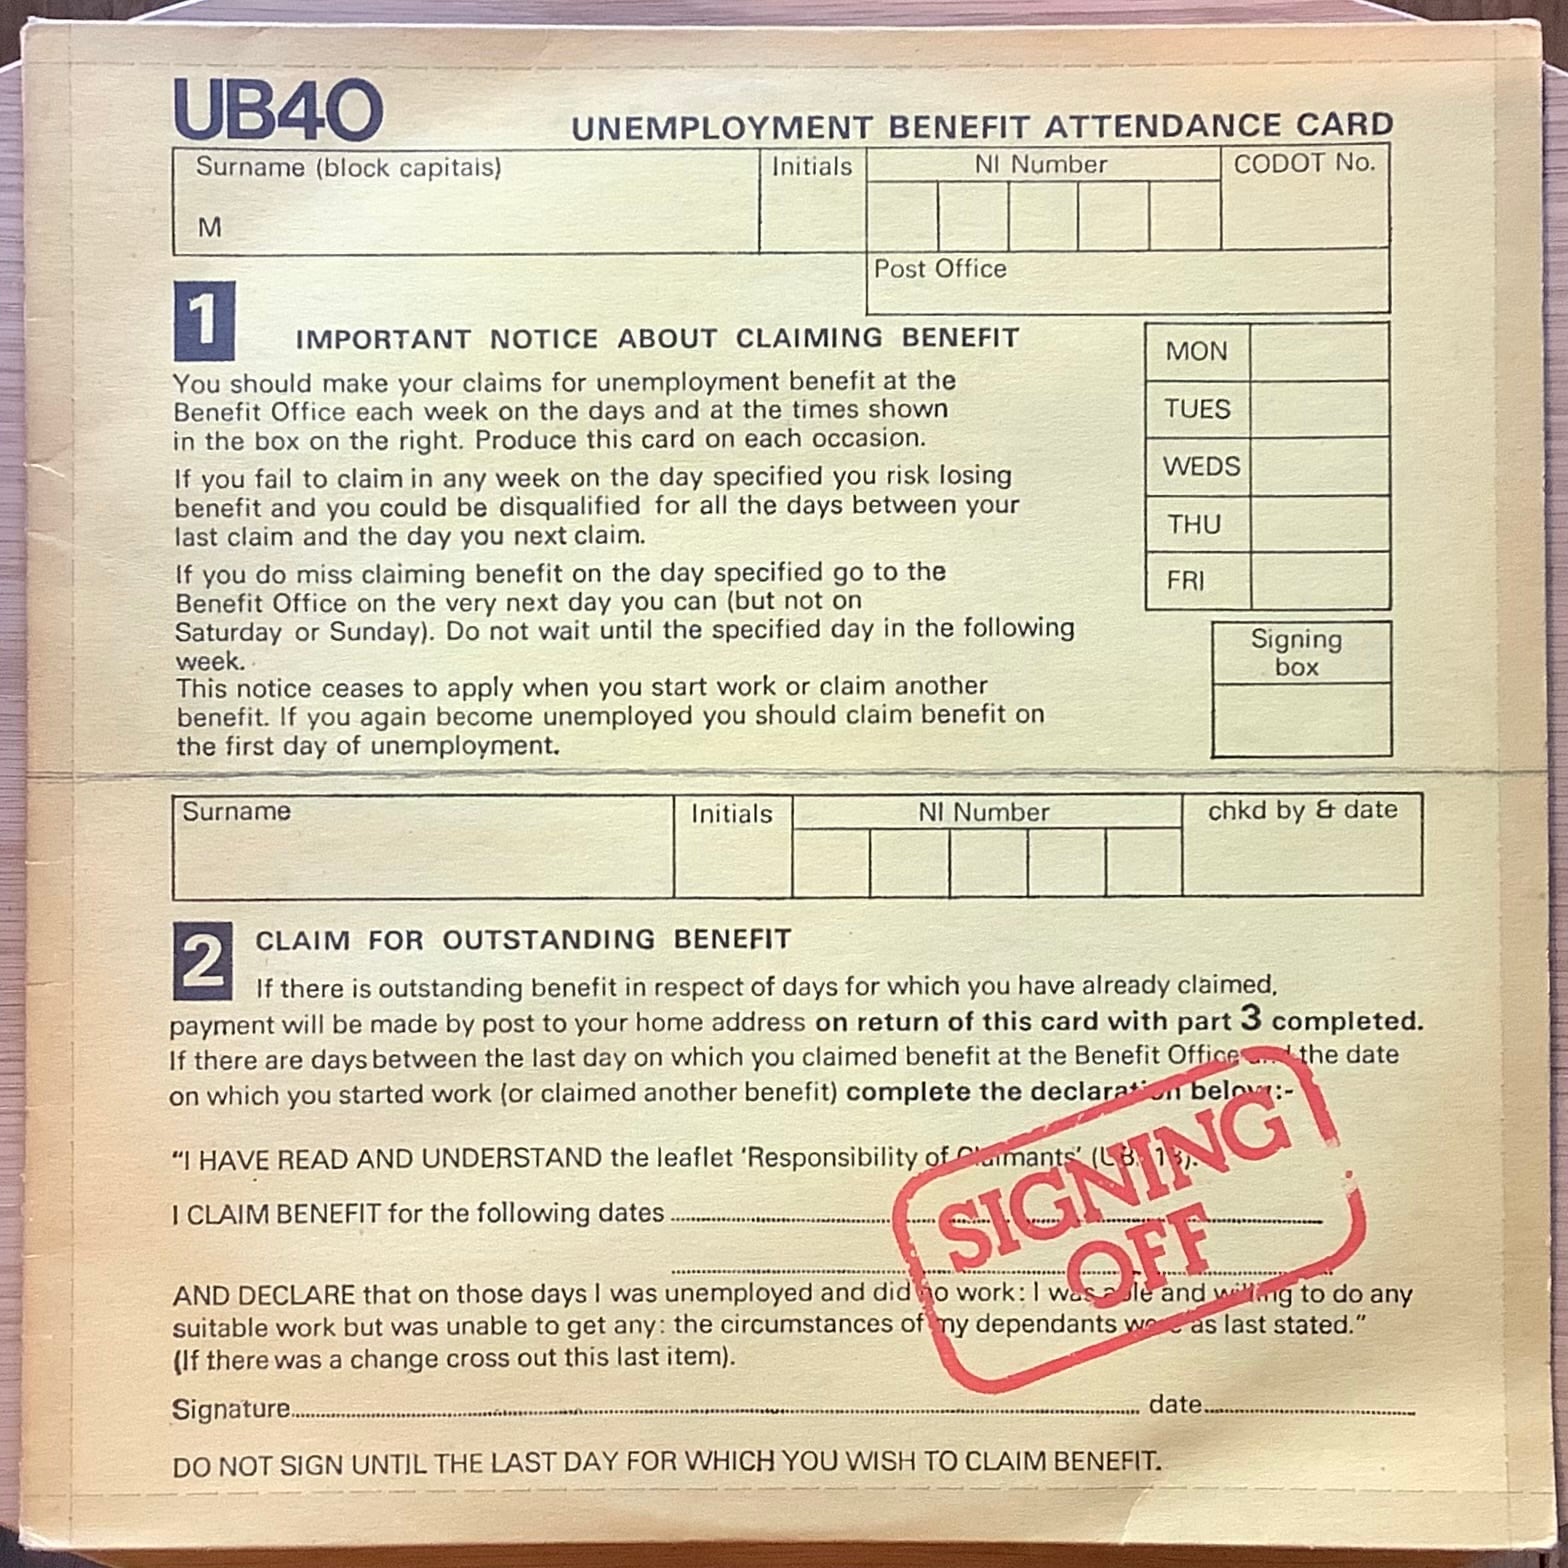 UB40
UNEMPLOYMENT BENEFIT ATTENDANCE CARD
Surname (block capitals)
Initials
NI Number
CODOT No.
M
Post Office
1
IMPORTANT NOTICE ABOUT CLAIMING BENEFIT
You should make your claims for unemployment benefit at the
Benefit Office each week on the days and at the times shown
in the box on the right. Produce this card on each occasion.
If you fail to claim in any week on the day specified you risk losing
benefit and you could be disqualified for all the days between your
last claim and the day you next claim.
If you do miss claiming benefit on the day specified go to the
Benefit Office on the very next day you can (but not on
Saturday or Sunday). Do not wait until the specified day in the following
week.
This notice ceases to apply when you start work or claim another
benefit. If you again become unemployed you should claim benefit on
the first day of unemployment.
MON
TUES
WEDS
THU
FRI
Signing
box
Surname
Initials
NI Number
chkd by & date
2
CLAIM FOR OUTSTANDING BENEFIT
If there is outstanding benefit in respect of days for which you have already claimed,
payment will be made by post to your home address on return of this card with part 3 completed.
If there are days between the last day on which you claimed benefit at the Benefit Office and the date
on which you started work (or claimed another benefit) complete the declaration below:-
“I HAVE READ AND UNDERSTAND the leaflet ‘Responsibility of Claimants’
I CLAIM BENEFIT for the following dates
SIGNING
OFF
AND DECLARE that on those days I was unemployed and did no work: I was able and willing to do any
suitable work but was unable to get any: the circumstances of my dependants were as last stated.”
(If there was a change cross out this last item).
Signature
date
DO NOT SIGN UNTIL THE LAST DAY FOR WHICH YOU WISH TO CLAIM BENEFIT.